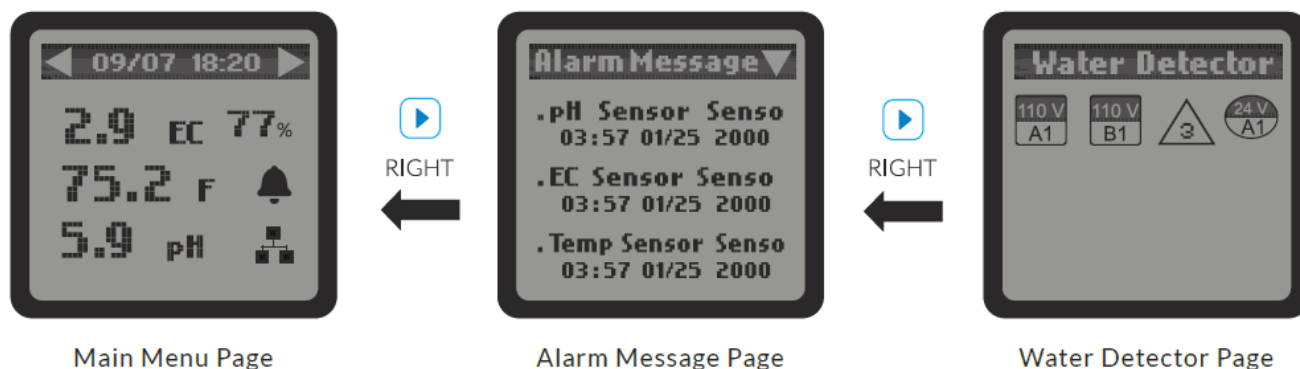 09/07 18:20
2.9 EC 77%
75.2 F
5.9 pH
Main Menu Page
RIGHT
Alarm Message
.pH Sensor Senso
03:57 01/25 2000
.EC Sensor Senso
03:57 01/25 2000
.Temp Sensor Senso
03:57 01/25 2000
Alarm Message Page
RIGHT
Water Detector
110 V 110 V 24 V
A1 B1 3 A1
Water Detector Page